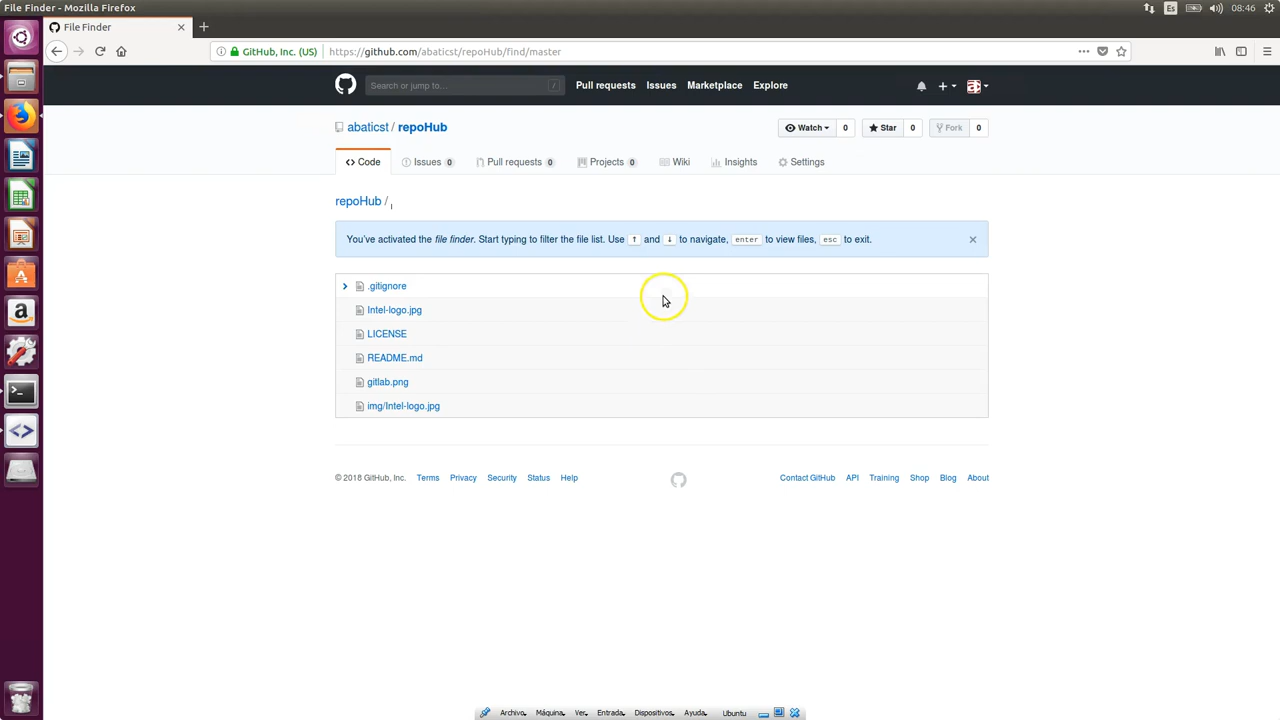 File Finder - Mozilla Firefox
Es
08:46
File Finder
GitHub, Inc. (US)
https://github.com/abaticst/repoHub/find/master
Search or jump to...
/
Pull requests
Issues
Marketplace
Explore
abaticst / repoHub
Watch
0
Star
0
Fork
0
Code
Issues 0
Pull requests 0
Projects 0
Wiki
Insights
Settings
repoHub /
You've activated the file finder. Start typing to filter the file list. Use ↑ and ↓ to navigate, enter to view files, esc to exit.
.gitignore
Intel-logo.jpg
LICENSE
README.md
gitlab.png
img/Intel-logo.jpg
© 2018 GitHub, Inc.
Terms
Privacy
Security
Status
Help
Contact GitHub
API
Training
Shop
Blog
About
Archivo
Máquina
Ver
Entrada
Dispositivos
Ayuda
Ubuntu